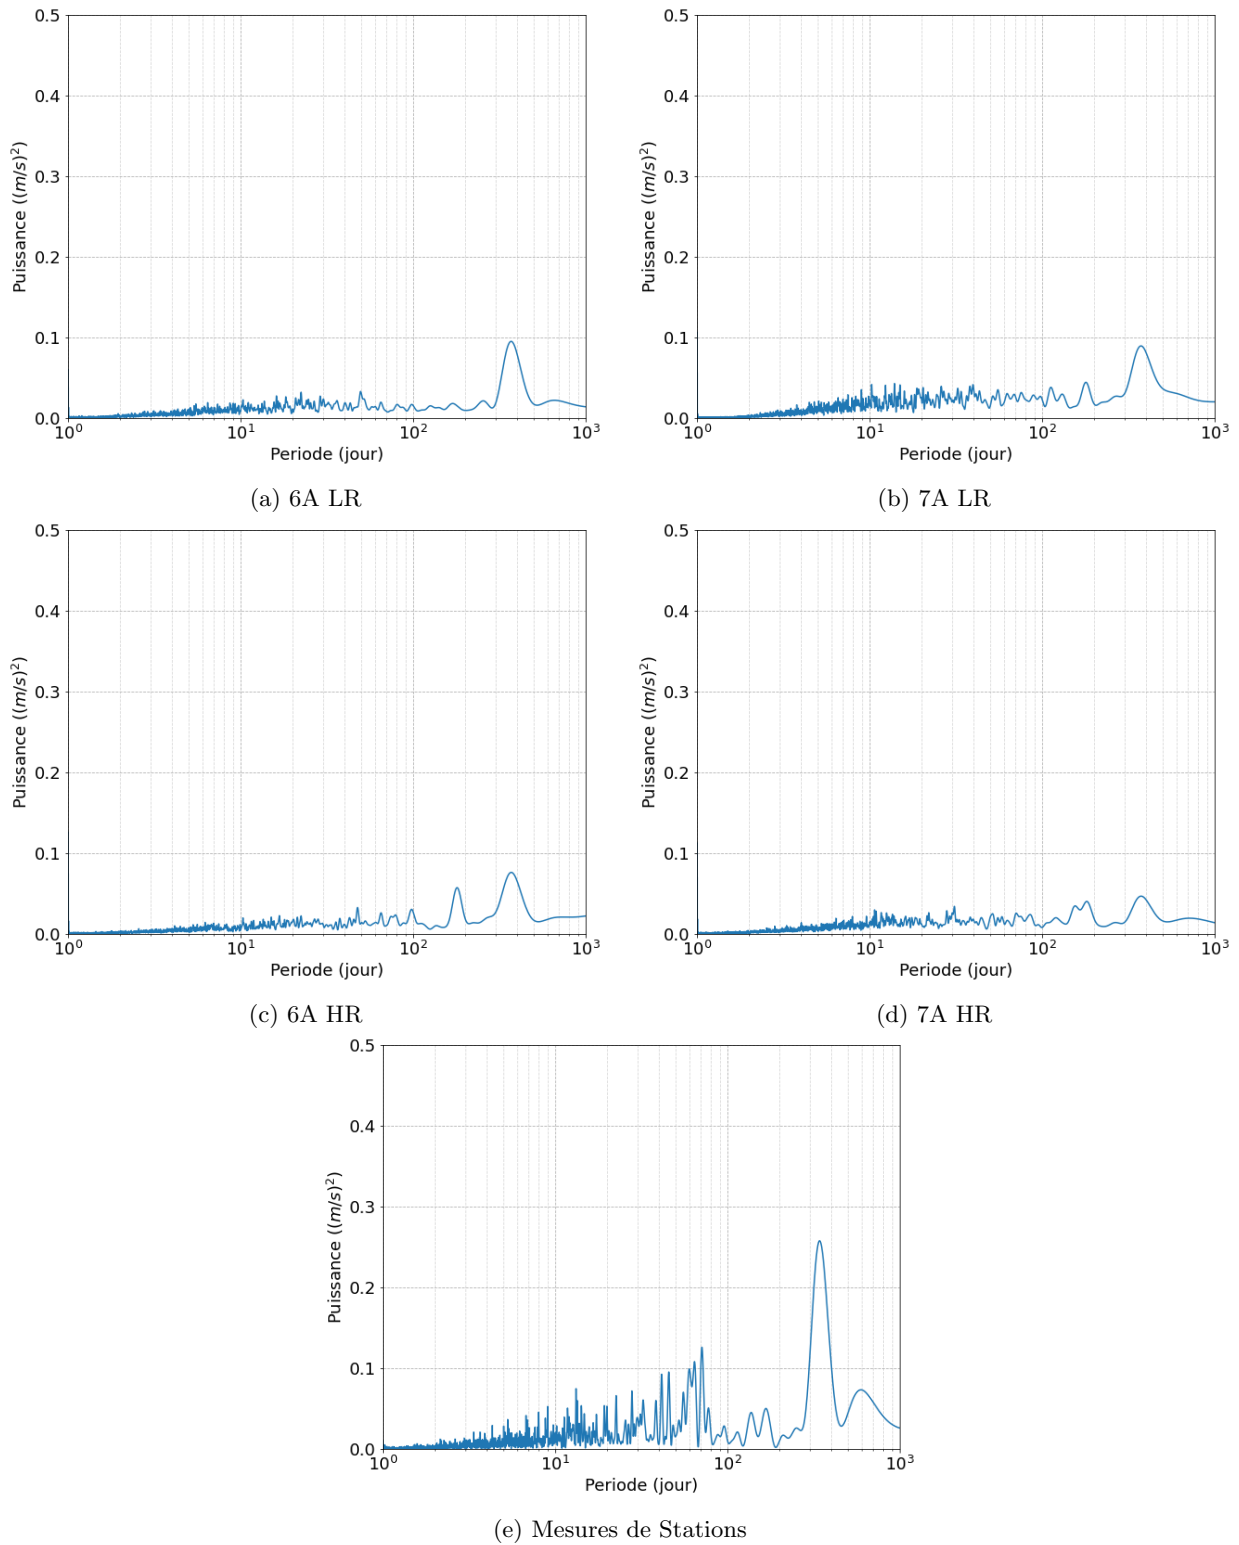 0.5
0.4
0.3
0.2
0.1
0.0
Puissance ((m/s)²)
10⁰ 10¹ 10² 10³
Periode (jour)
(a) 6A LR
0.5
0.4
0.3
0.2
0.1
0.0
Puissance ((m/s)²)
10⁰ 10¹ 10² 10³
Periode (jour)
(b) 7A LR
0.5
0.4
0.3
0.2
0.1
0.0
Puissance ((m/s)²)
10⁰ 10¹ 10² 10³
Periode (jour)
(c) 6A HR
0.5
0.4
0.3
0.2
0.1
0.0
Puissance ((m/s)²)
10⁰ 10¹ 10² 10³
Periode (jour)
(d) 7A HR
0.5
0.4
0.3
0.2
0.1
0.0
Puissance ((m/s)²)
10⁰ 10¹ 10² 10³
Periode (jour)
(e) Mesures de Stations